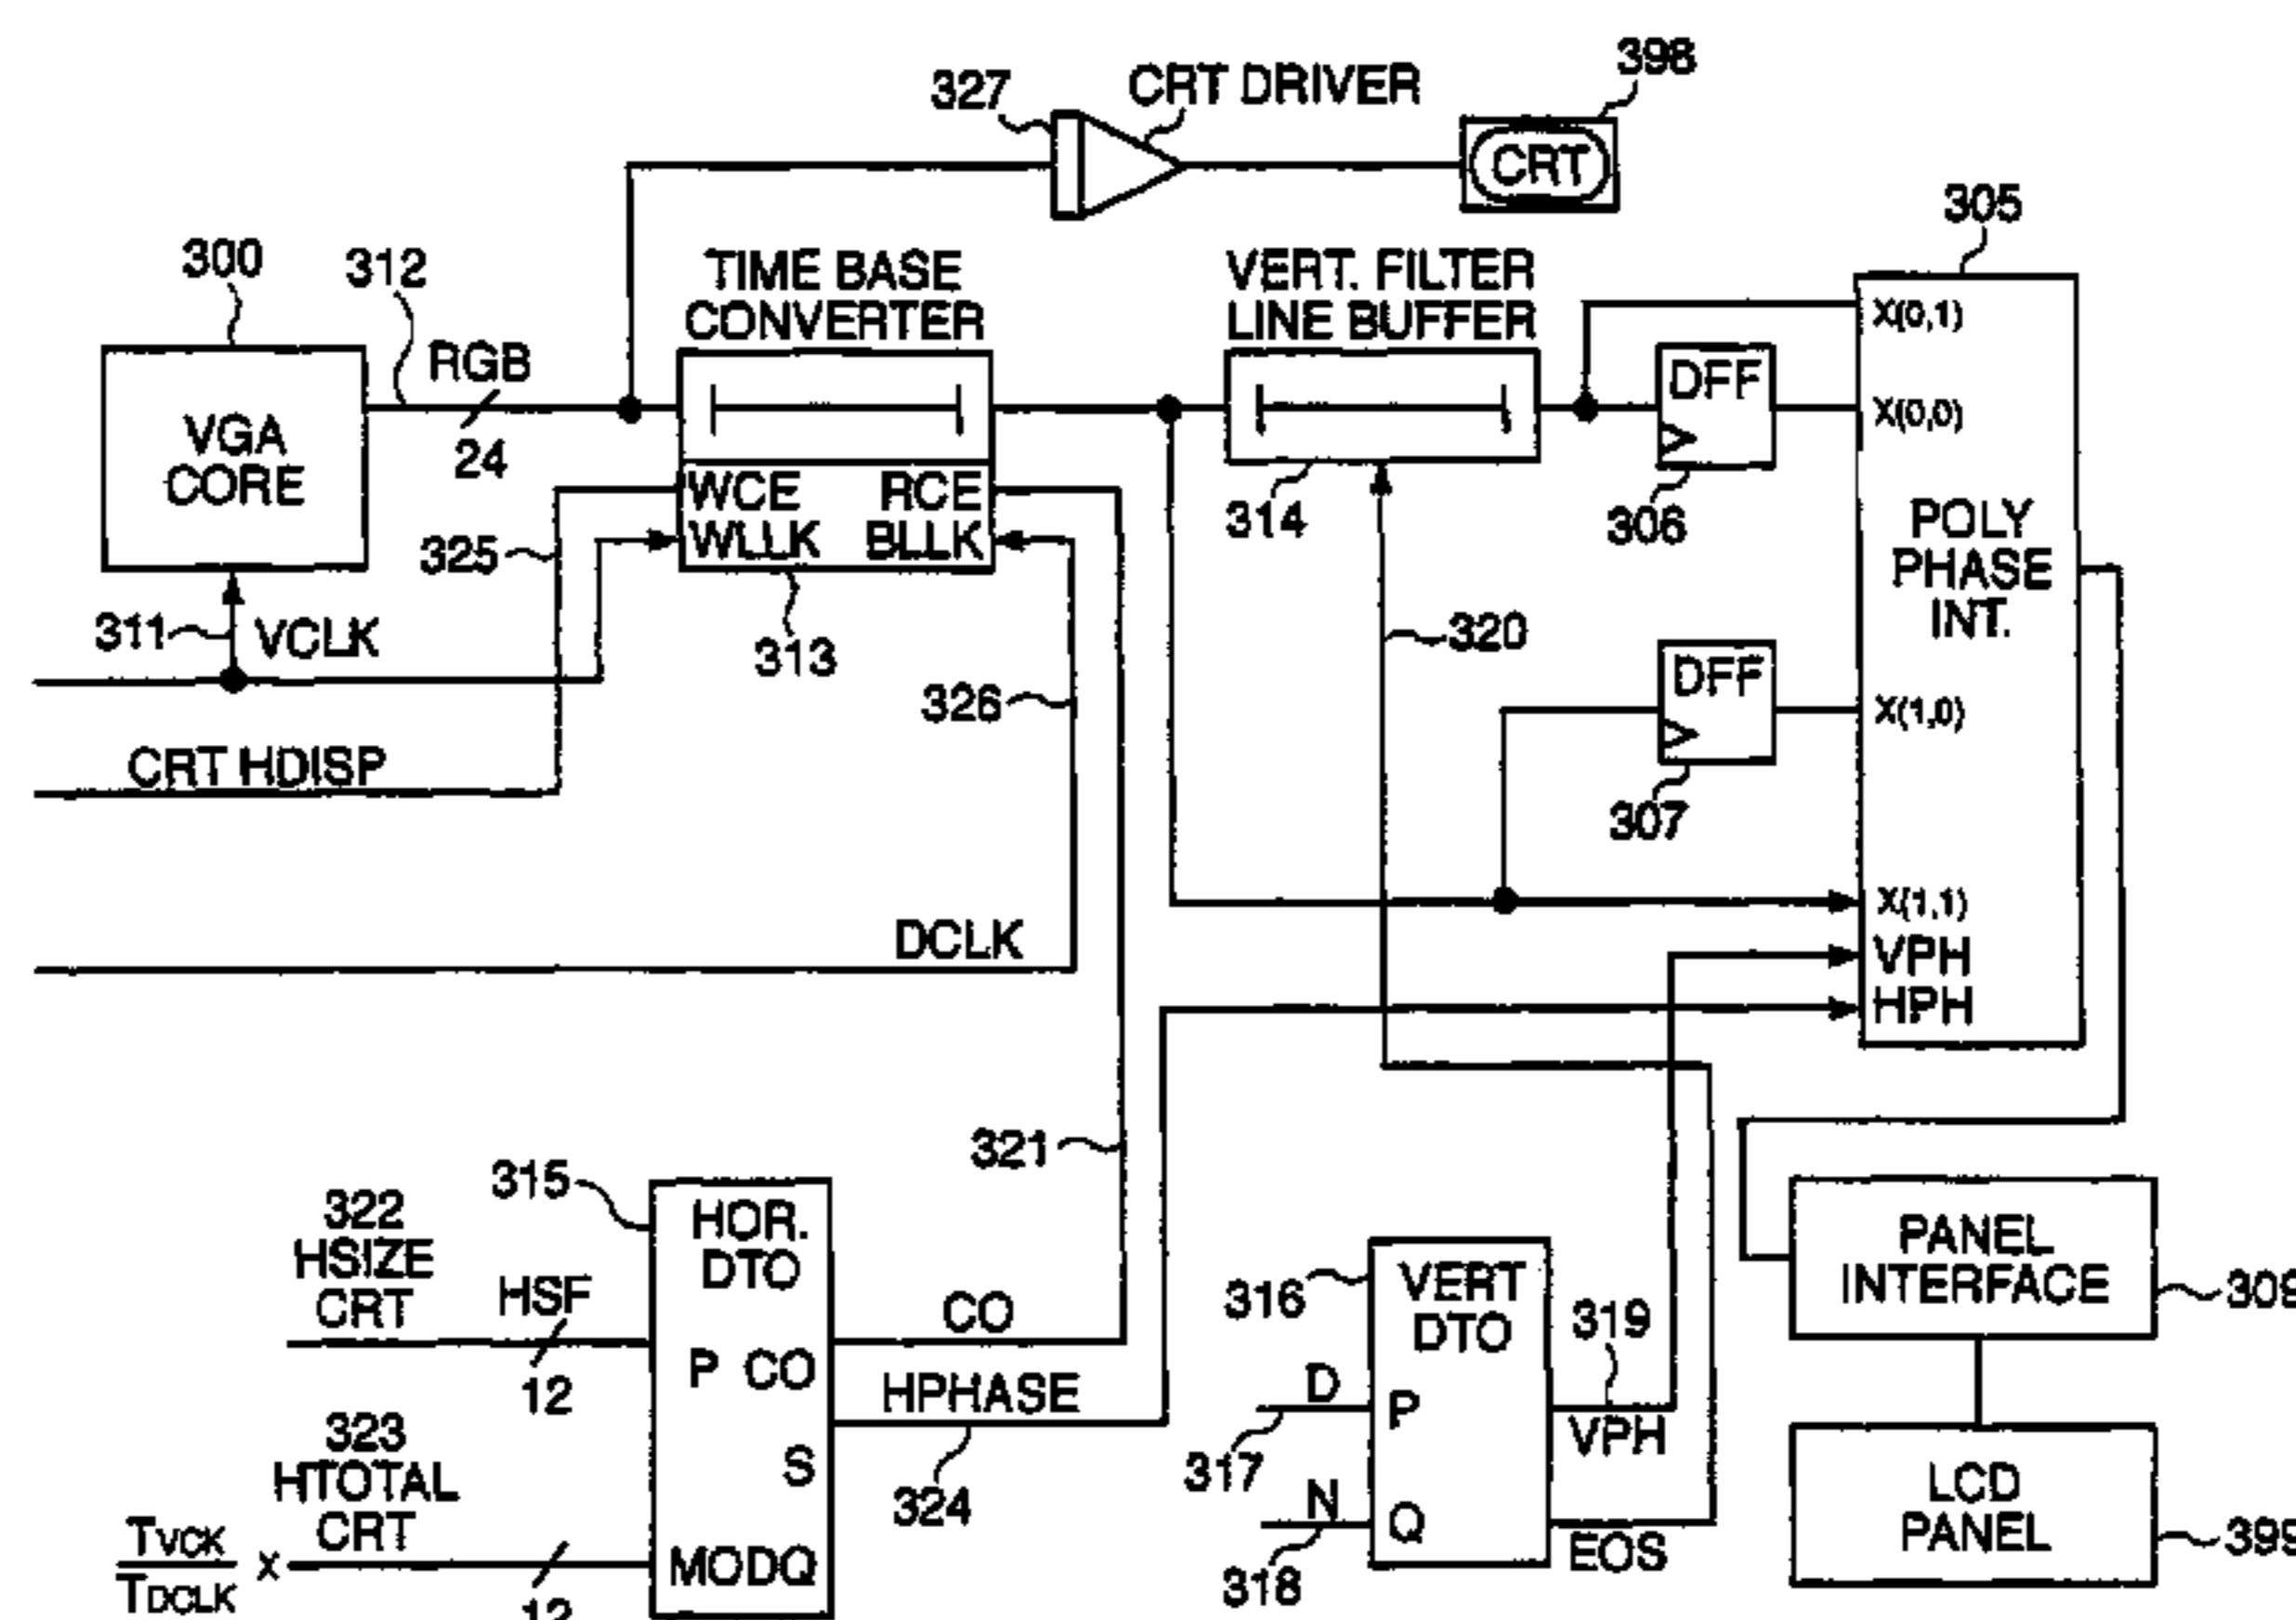 398
327
CRT DRIVER
CRT
305
300
312
TIME BASE
CONVERTER
VERT. FILTER
LINE BUFFER
X(0,1)
RGB
24
DFF
X(0,0)
VGA
CORE
WCE RCE
WLLK BLLK
325
314
306
POLY
PHASE
INT.
311
VCLK
313
320
DFF
326
X(1,0)
CRT HDISP
307
X(1,1)
DCLK
VPH
HPH
321
315
322
HSIZE
CRT
HSF
12
HOR.
DTO
P CO
CO
HPHASE
S
324
316
VERT
DTO
319
D
P
317
VPH
N
Q
318
EOS
PANEL
INTERFACE
309
323
HTOTAL
CRT
TVCK
TDCLK
X
12
MODQ
LCD
PANEL
399